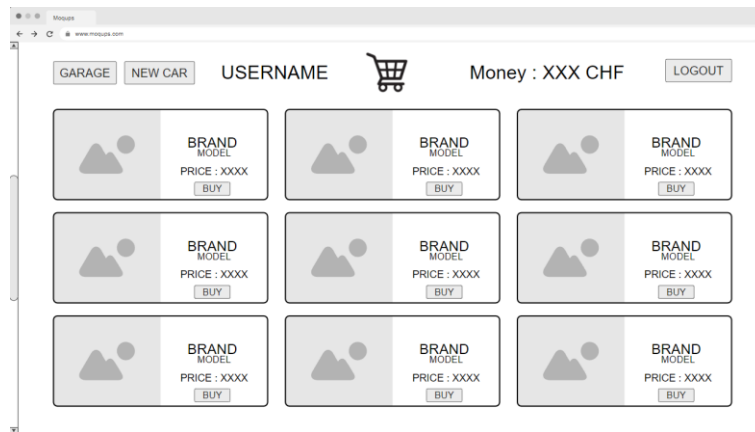 Moqups
www.moqups.com
GARAGE NEW CAR USERNAME Money : XXX CHF LOGOUT
BRAND
MODEL
PRICE : XXXX
BUY
BRAND
MODEL
PRICE : XXXX
BUY
BRAND
MODEL
PRICE : XXXX
BUY
BRAND
MODEL
PRICE : XXXX
BUY
BRAND
MODEL
PRICE : XXXX
BUY
BRAND
MODEL
PRICE : XXXX
BUY
BRAND
MODEL
PRICE : XXXX
BUY
BRAND
MODEL
PRICE : XXXX
BUY
BRAND
MODEL
PRICE : XXXX
BUY